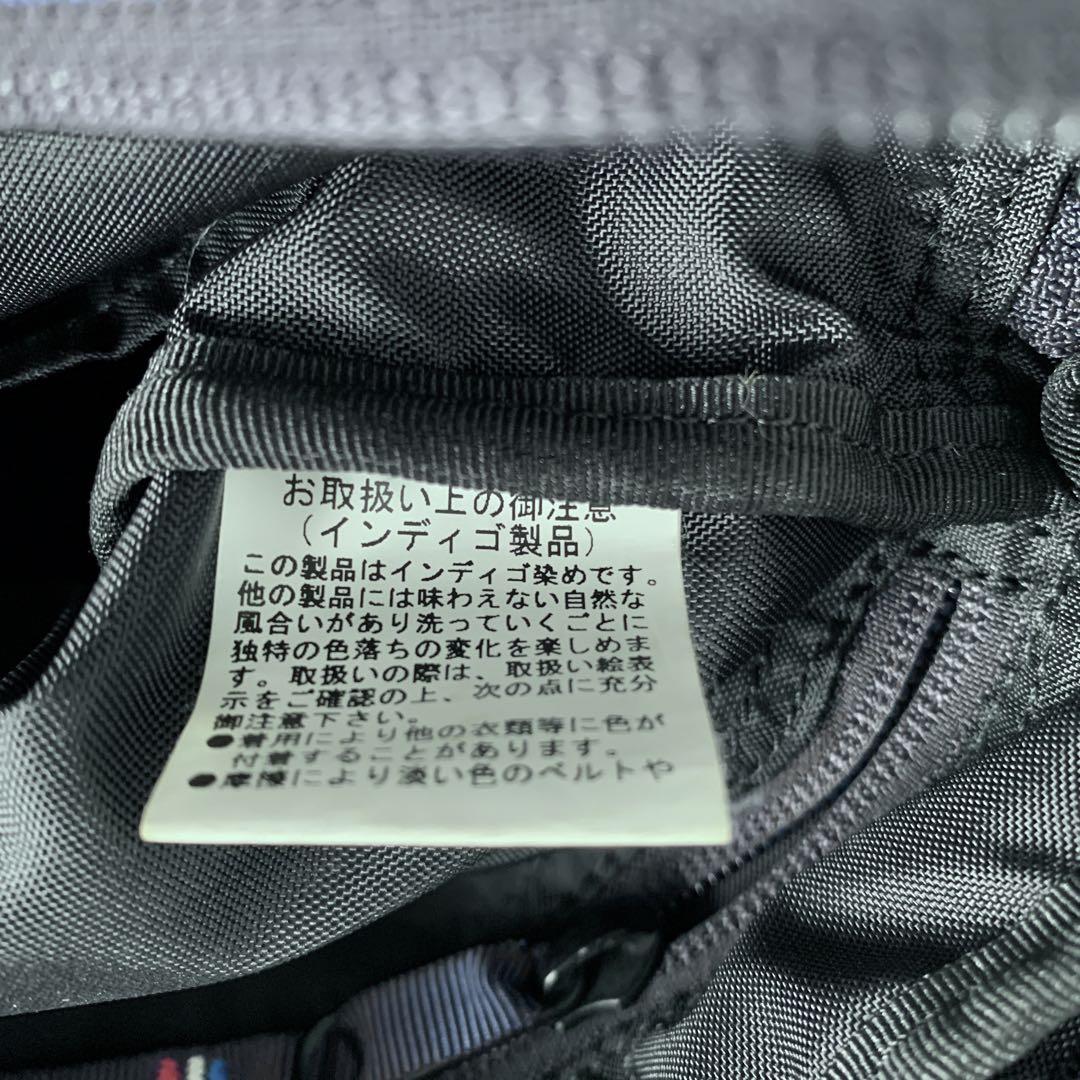 お取扱い上の御注意
（インディゴ製品）
この製品はインディゴ染めです。
他の製品には味わえない自然な
風合いがあり洗っていくごとに
独特の色落ちの変化を楽しめま
す。取扱いの際は、取扱い絵表
示をご確認の上、次の点に充分
御注意下さい。
●着用により他の衣類等に色が
付着することがあります。
●摩擦により淡い色のベルトや